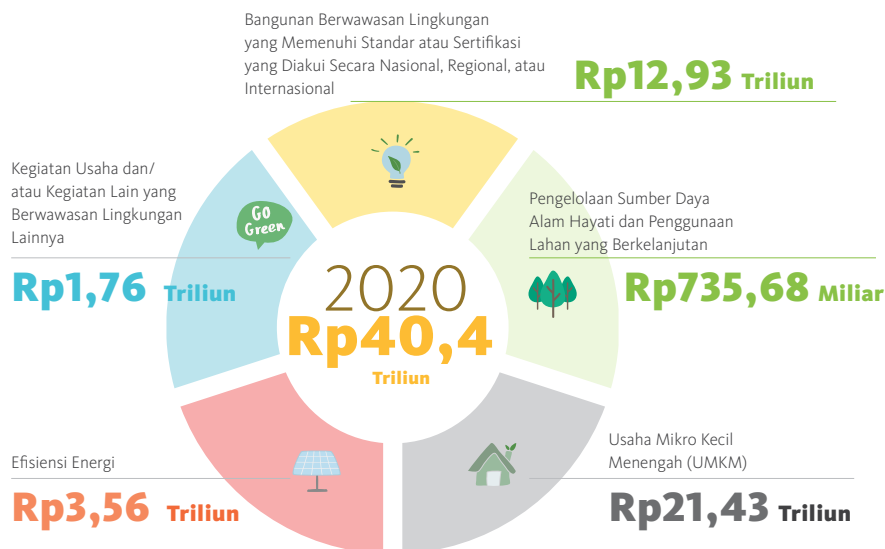 Bangunan Berwawasan Lingkungan
yang Memenuhi Standar atau Sertifikasi
yang Diakui Secara Nasional, Regional, atau
Internasional
Rp12,93 Triliun
Kegiatan Usaha dan/
atau Kegiatan Lain yang
Berwawasan Lingkungan
Lainnya
Rp1,76 Triliun
GO
Green
Pengelolaan Sumber Daya
Alam Hayati dan Penggunaan
Lahan yang Berkelanjutan
Rp735,68 Miliar
2020
Rp40,4
Triliun
Efisiensi Energi
Rp3,56 Triliun
Usaha Mikro Kecil
Menengah (UMKM)
Rp21,43 Triliun